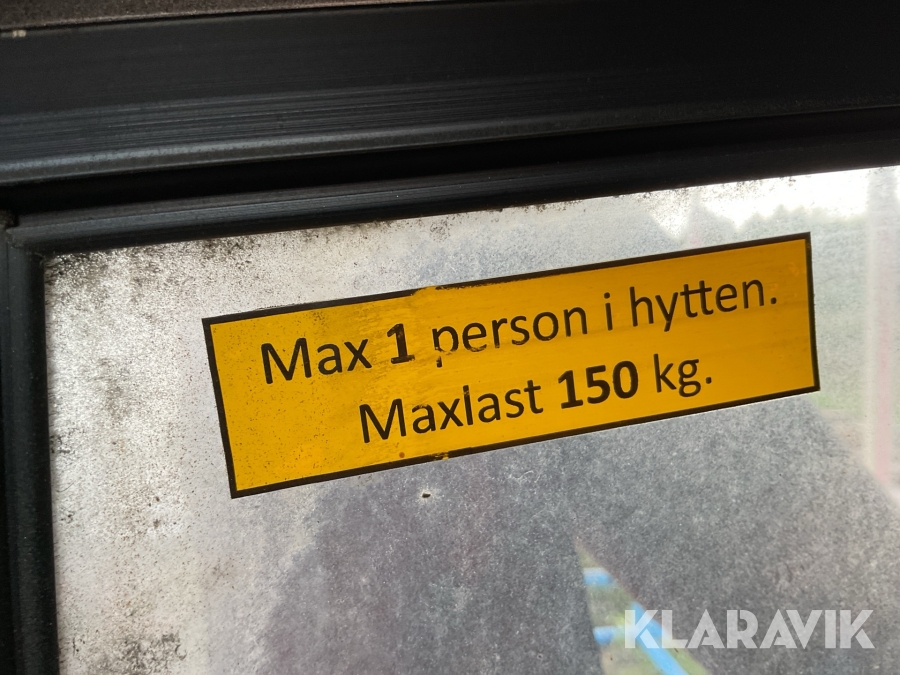 Max 1 person i hytten.
Maxlast 150 kg.
KLARAVIK